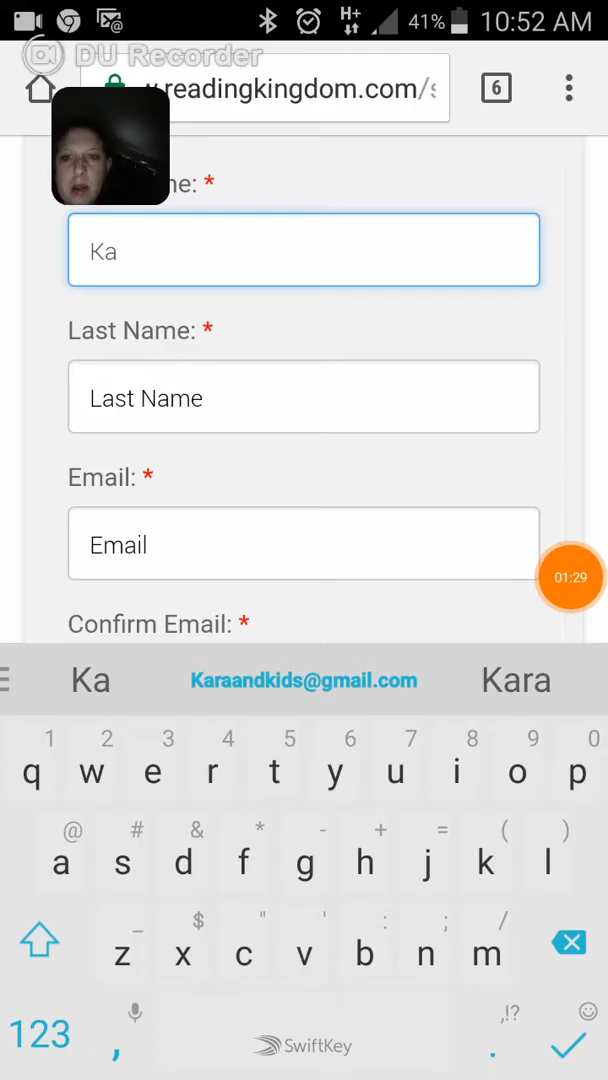 41% 10:52 AM
DU Recorder
.readingkingdom.com/s
6
ne: *
Ka
Last Name: *
Last Name
Email: *
Email
01:29
Confirm Email: *
Ka Karaandkids@gmail.com Kara
1 2 3 4 5 6 7 8 9 0
q w e r t y u i o p
@ # & * - + = ( )
a s d f g h j k l
_ $ " ' : ; /
z x c v b n m
123 , SwiftKey . ,!?